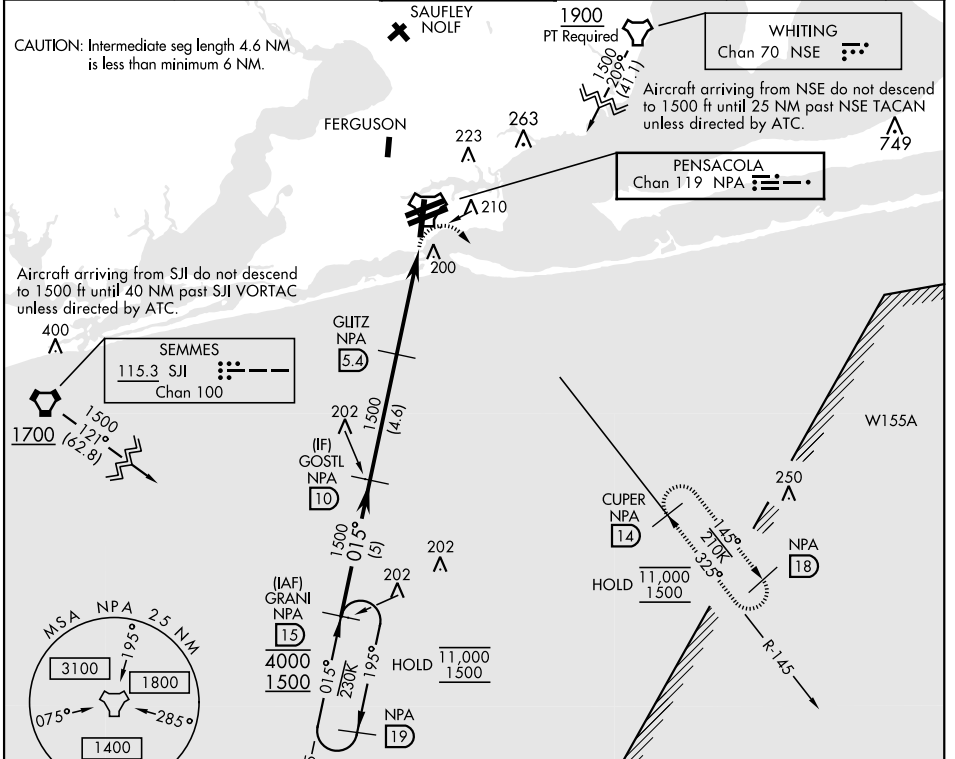 SAUFLEY
NOLF
1900
PT Required
WHITING
Chan 70 NSE
CAUTION: Intermediate seg length 4.6 NM
is less than minimum 6 NM.
1500
209°
(41.1)
Aircraft arriving from NSE do not descend
to 1500 ft until 25 NM past NSE TACAN
unless directed by ATC.
749
FERGUSON
223
263
PENSACOLA
Chan 119 NPA
210
200
Aircraft arriving from SJI do not descend
to 1500 ft until 40 NM past SJI VORTAC
unless directed by ATC.
400
SEMMES
115.3 SJI
Chan 100
1700
1500
121°
(62.8)
GLITZ
NPA
5.4
1500
(4.6)
202
(IF)
GOSTL
NPA
10
W155A
250
CUPER
NPA
14
145°
210K
325°
NPA
18
HOLD 11,000
1500
R-145
1500
015°
(5)
202
202
(IAF)
GRANI
NPA
15
4000
1500
015°
230K
195°
HOLD 11,000
1500
NPA
19
MSA NPA 25 NM
195°
3100
1800
075°
285°
1400